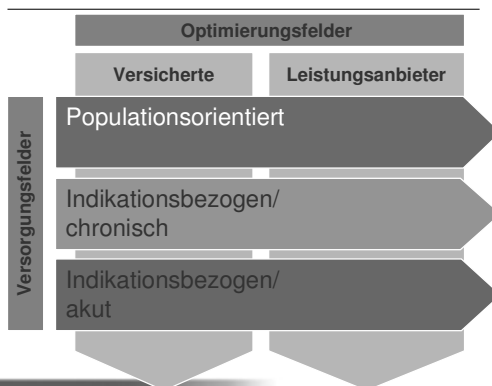 Optimierungsfelder
Versicherte
Leistungsanbieter
Versorgungsfelder
Populationsorientiert
Indikationsbezogen/
chronisch
Indikationsbezogen/
akut